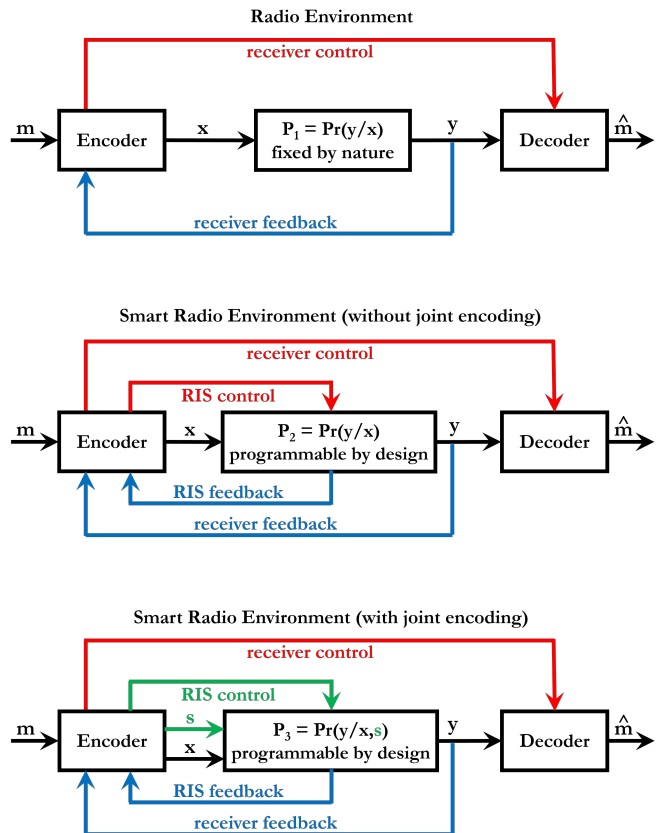 Radio Environment
receiver control
m
Encoder
x
P₁ = Pr(y/x)
fixed by nature
y
Decoder
m̂
receiver feedback
Smart Radio Environment (without joint encoding)
receiver control
RIS control
m
Encoder
x
P₂ = Pr(y/x)
programmable by design
y
Decoder
m̂
RIS feedback
receiver feedback
Smart Radio Environment (with joint encoding)
receiver control
RIS control
m
Encoder
s
x
P₃ = Pr(y/x,s)
programmable by design
y
Decoder
m̂
RIS feedback
receiver feedback